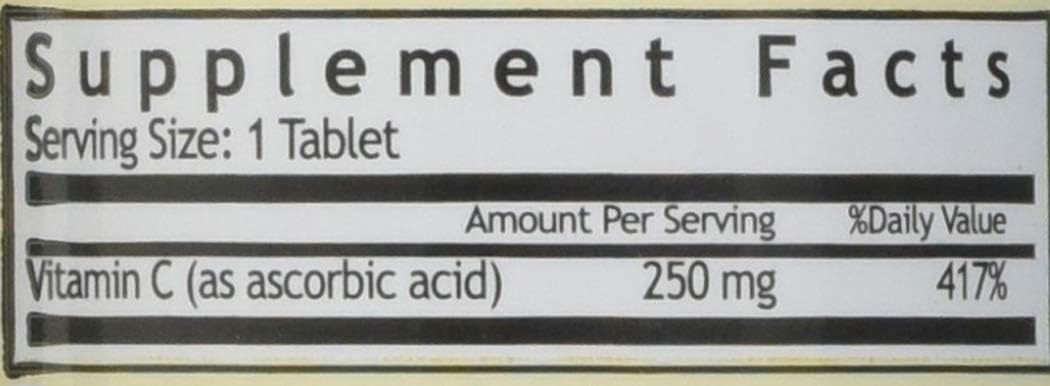 Supplement Facts
Serving Size: 1 Tablet
Amount Per Serving %Daily Value
Vitamin C (as ascorbic acid) 250 mg 417%